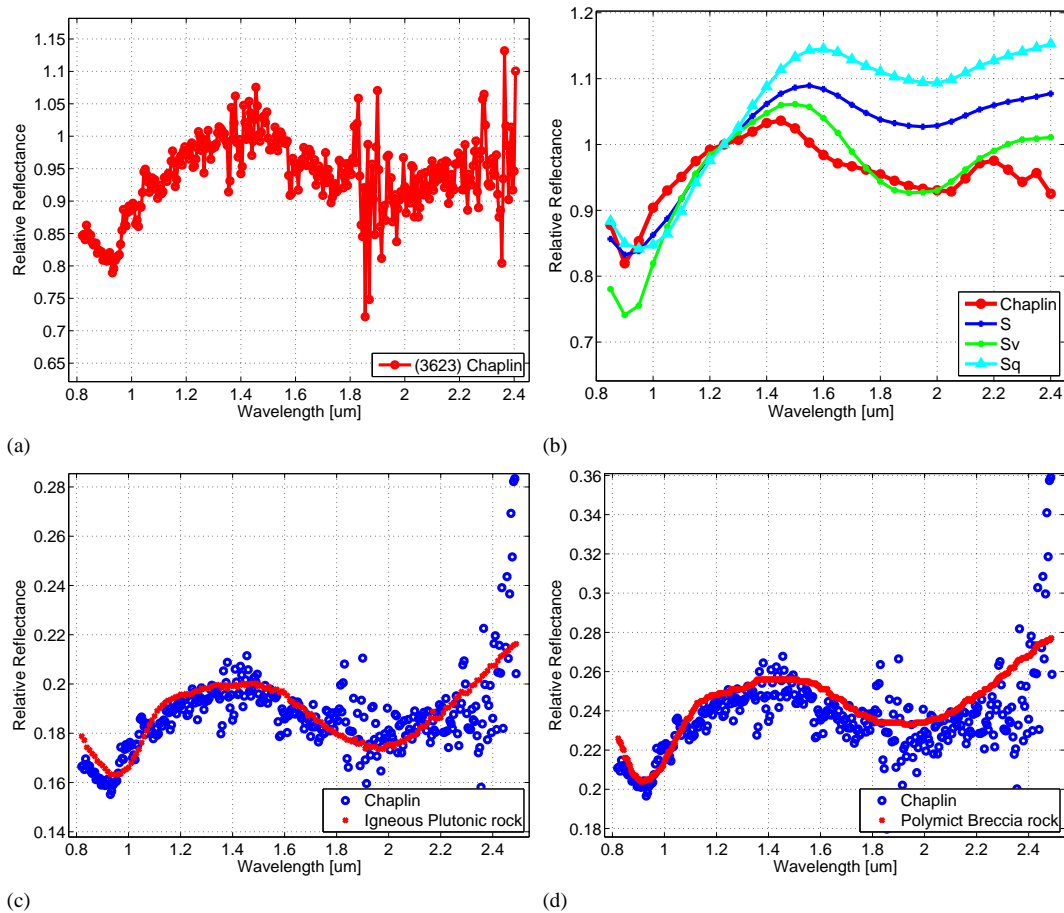 1.15
1.1
1.05
1
0.95
0.9
0.85
0.8
0.75
0.7
0.65
Relative Reflectance
0.8 1 1.2 1.4 1.6 1.8 2 2.2 2.4
Wavelength [um]
(3623) Chaplin
(a)
1.2
1.1
1
0.9
0.8
0.7
Relative Reflectance
1 1.2 1.4 1.6 1.8 2 2.2 2.4
Wavelength [um]
Chaplin
S
Sv
Sq
(b)
0.28
0.26
0.24
0.22
0.2
0.18
0.16
0.14
Relative Reflectance
0.8 1 1.2 1.4 1.6 1.8 2 2.2 2.4
Wavelength [um]
Chaplin
Igneous Plutonic rock
(c)
0.36
0.34
0.32
0.3
0.28
0.26
0.24
0.22
0.2
0.18
Relative Reflectance
0.8 1 1.2 1.4 1.6 1.8 2 2.2 2.4
Wavelength [um]
Chaplin
Polymict Breccia rock
(d)